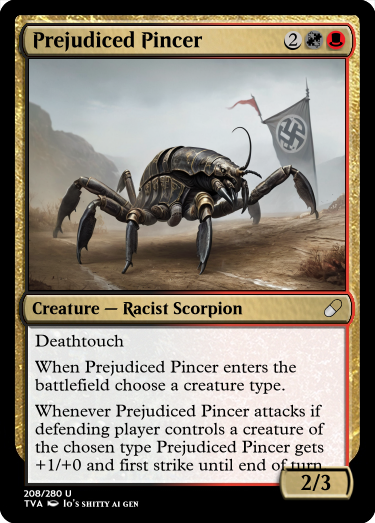 Prejudiced Pincer 2
Creature — Racist Scorpion
Deathtouch
When Prejudiced Pincer enters the
battlefield choose a creature type.
Whenever Prejudiced Pincer attacks if
defending player controls a creature of
the chosen type Prejudiced Pincer gets
+1/+0 and first strike until end of turn
2/3
208/280 U
TVA Io's shitty ai gen